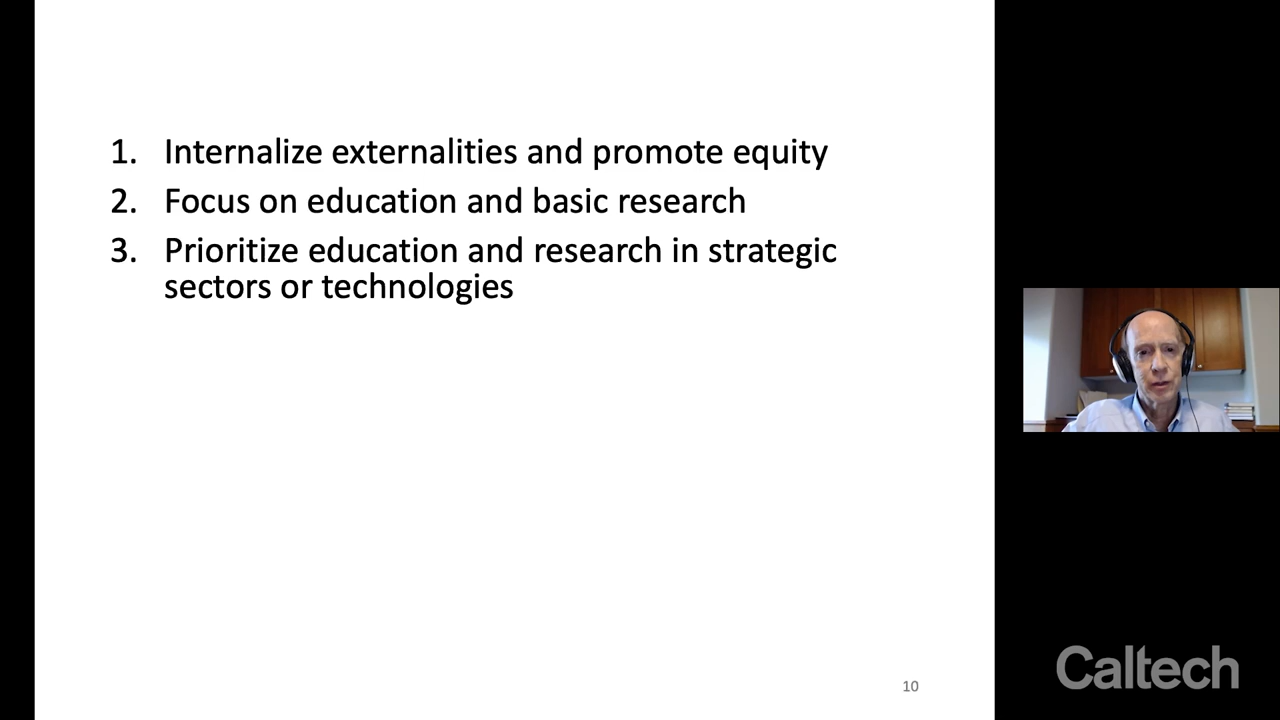 1. Internalize externalities and promote equity
2. Focus on education and basic research
3. Prioritize education and research in strategic
sectors or technologies
10
Caltech